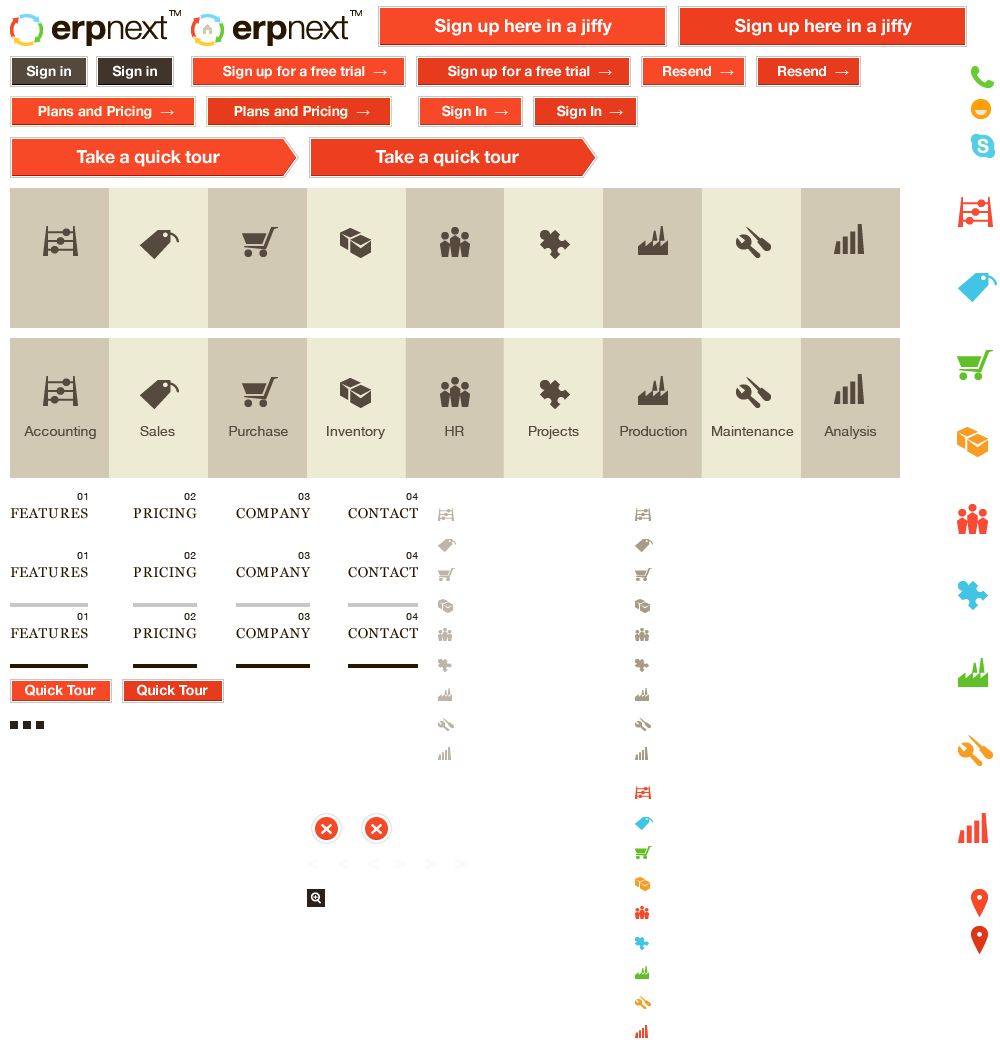 erpnext™ erpnext™ Sign up here in a jiffy Sign up here in a jiffy
Sign in Sign in Sign up for a free trial → Sign up for a free trial → Resend → Resend →
Plans and Pricing → Plans and Pricing → Sign In → Sign In →
Take a quick tour Take a quick tour
Accounting Sales Purchase Inventory HR Projects Production Maintenance Analysis
01 02 03 04
FEATURES PRICING COMPANY CONTACT
01 02 03 04
FEATURES PRICING COMPANY CONTACT
01 02 03 04
FEATURES PRICING COMPANY CONTACT
Quick Tour Quick Tour
< < < > > >